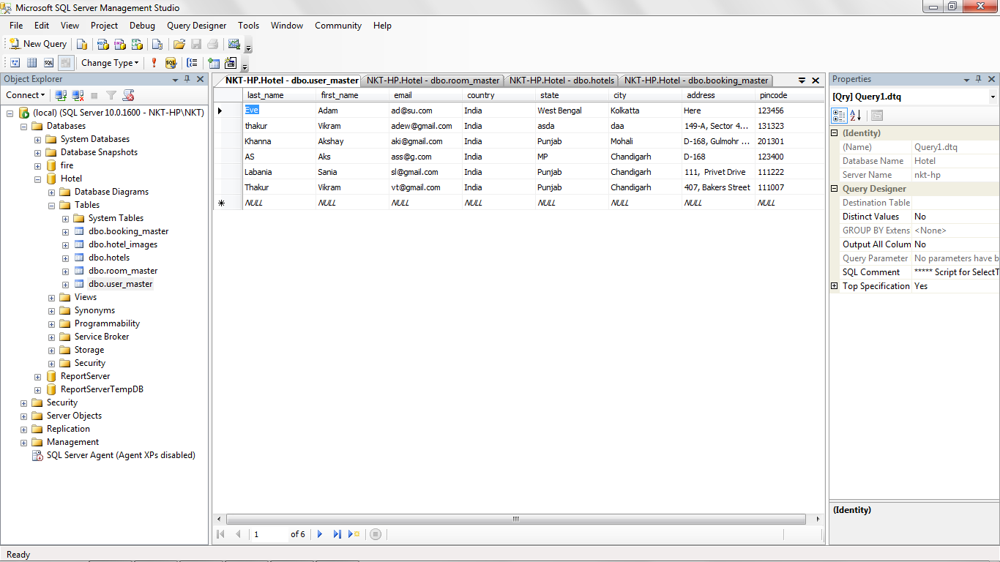 Microsoft SQL Server Management Studio
File Edit View Project Debug Query Designer Tools Window Community Help
New Query
Change Type
Object Explorer
Connect
(local) (SQL Server 10.0.1600 - NKT-HP\NKT)
Databases
System Databases
Database Snapshots
fire
Hotel
Database Diagrams
Tables
System Tables
dbo.booking_master
dbo.hotel_images
dbo.hotels
dbo.room_master
dbo.user_master
Views
Synonyms
Programmability
Service Broker
Storage
Security
ReportServer
ReportServerTempDB
Security
Server Objects
Replication
Management
SQL Server Agent (Agent XPs disabled)
NKT-HP.Hotel - dbo.user_master NKT-HP.Hotel - dbo.room_master NKT-HP.Hotel - dbo.hotels NKT-HP.Hotel - dbo.booking_master
last_name first_name email country state city address pincode
Eve Adam ad@su.com India West Bengal Kolkatta Here 123456
thakur Vikram adew@gmail.com India asda daa 149-A, Sector 4... 131323
Khanna Akshay aki@gmail.com India Punjab Mohali D-168, Gulmohr ... 201301
AS Aks ass@g.com India MP Chandigarh D-168 123400
Labania Sania sl@gmail.com India Punjab Chandigarh 111, Privet Drive 111222
Thakur Vikram vt@gmail.com India Punjab Chandigarh 407, Bakers Street 111007
NULL NULL NULL NULL NULL NULL NULL NULL
1 of 6
Properties
[Qry] Query1.dtq
(Identity)
(Name) Query1.dtq
Database Name Hotel
Server Name nkt-hp
Query Designer
Destination Table
Distinct Values No
GROUP BY Extens <None>
Output All Colum No
Query Parameter No parameters have b
SQL Comment ***** Script for SelectT
Top Specification Yes
(Identity)
Ready